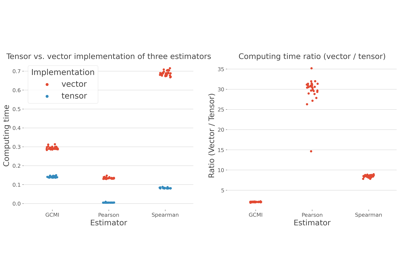 Tensor vs. vector implementation of three estimators
Implementation
vector
tensor
Computing time
0.7
0.6
0.5
0.4
0.3
0.2
0.1
0.0
GCMI
Pearson
Spearman
Estimator
Computing time ratio (vector / tensor)
Ratio (Vector / Tensor)
35
30
25
20
15
10
5
GCMI
Pearson
Spearman
Estimator